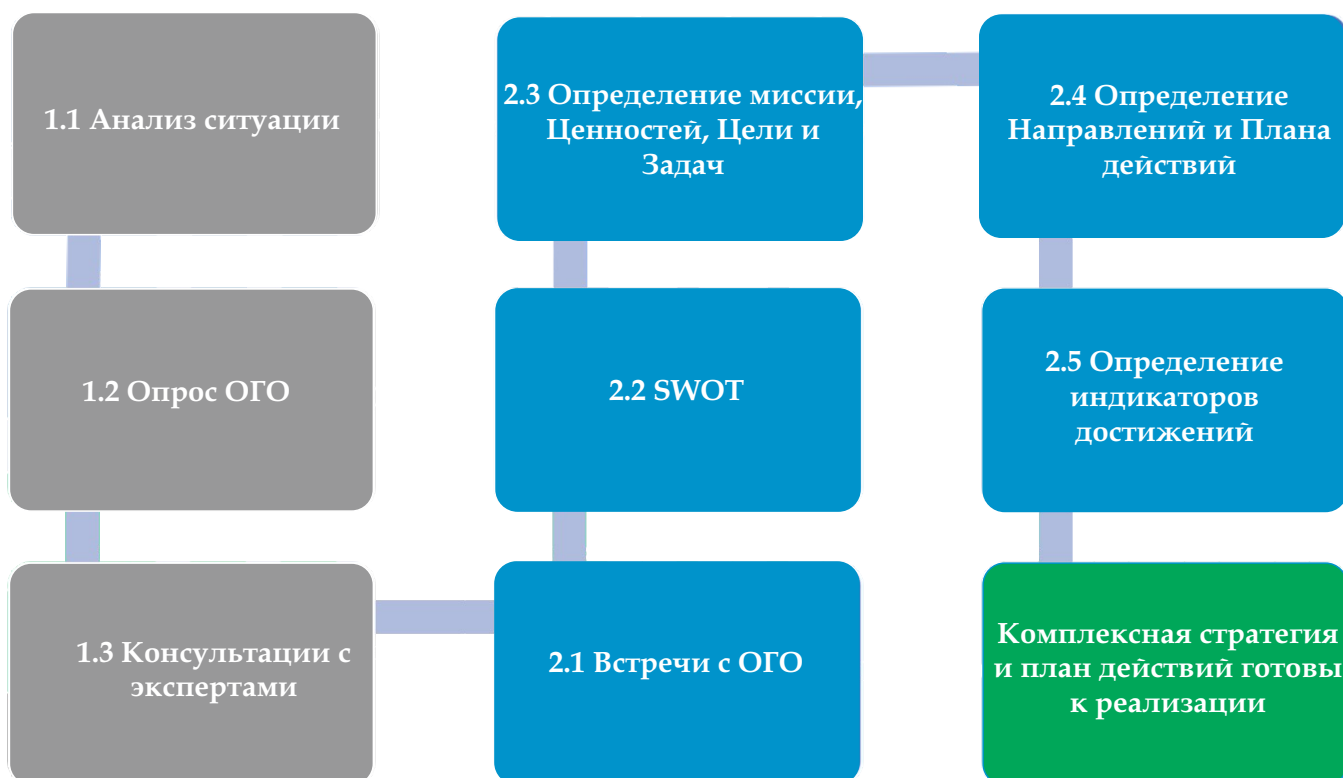 1.1 Анализ ситуации
1.2 Опрос ОГО
1.3 Консультации с
экспертами
2.1 Встречи с ОГО
2.2 SWOT
2.3 Определение миссии,
Ценностей, Цели и
Задач
2.4 Определение
Направлений и Плана
действий
2.5 Определение
индикаторов
достижений
Комплексная стратегия
и план действий готовы
к реализации